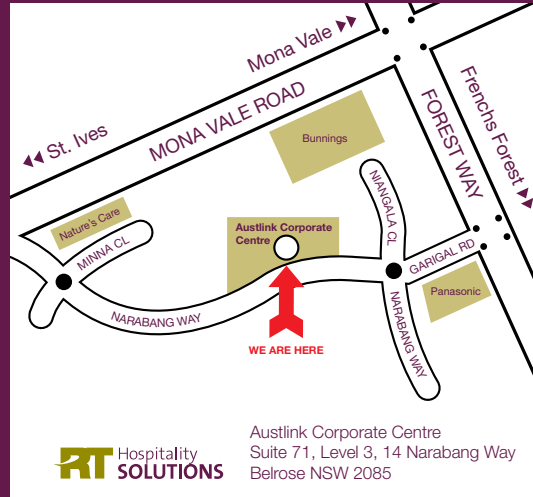 Mona Vale
St. Ives
MONA VALE ROAD
Frenchs Forest
FOREST WAY
Bunnings
NIANGALA CL
Nature's Care
MINNA CL
Austlink Corporate
Centre
GARIGAL RD
Panasonic
NARABANG WAY
NARABANG WAY
WE ARE HERE
RT Hospitality
SOLUTIONS
Austlink Corporate Centre
Suite 71, Level 3, 14 Narabang Way
Belrose NSW 2085